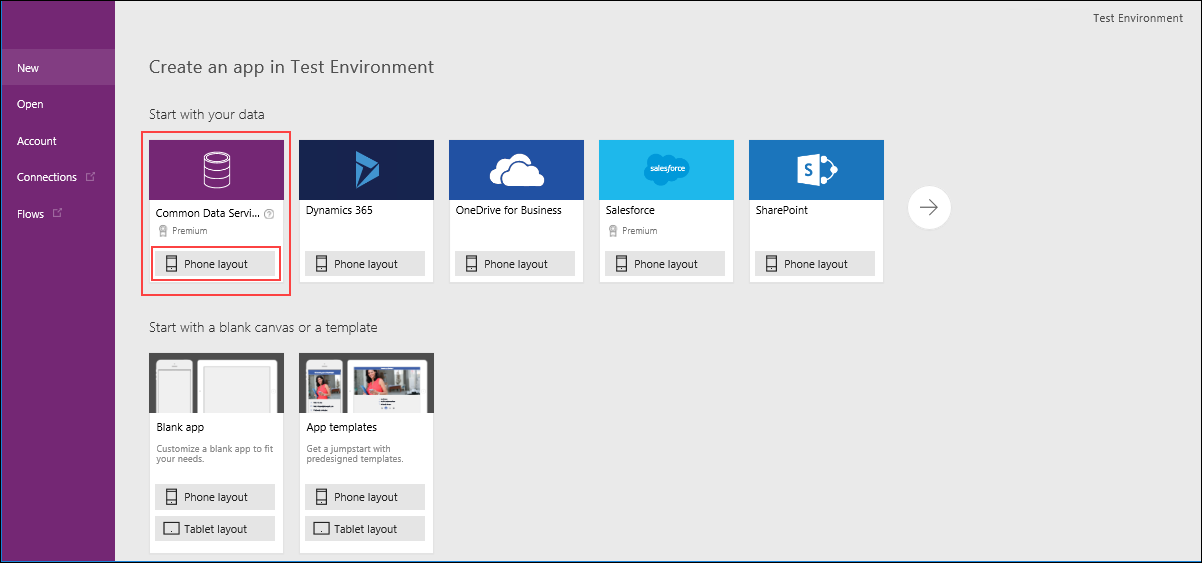 Test Environment
New
Open
Account
Connections
Flows
Create an app in Test Environment
Start with your data
Common Data Servi...
Premium
Phone layout
Dynamics 365
Phone layout
OneDrive for Business
Phone layout
salesforce
Salesforce
Premium
Phone layout
S
SharePoint
Phone layout
Start with a blank canvas or a template
Blank app
Customize a blank app to fit
your needs.
Phone layout
Tablet layout
App templates
Get a jumpstart with
predesigned templates.
Phone layout
Tablet layout